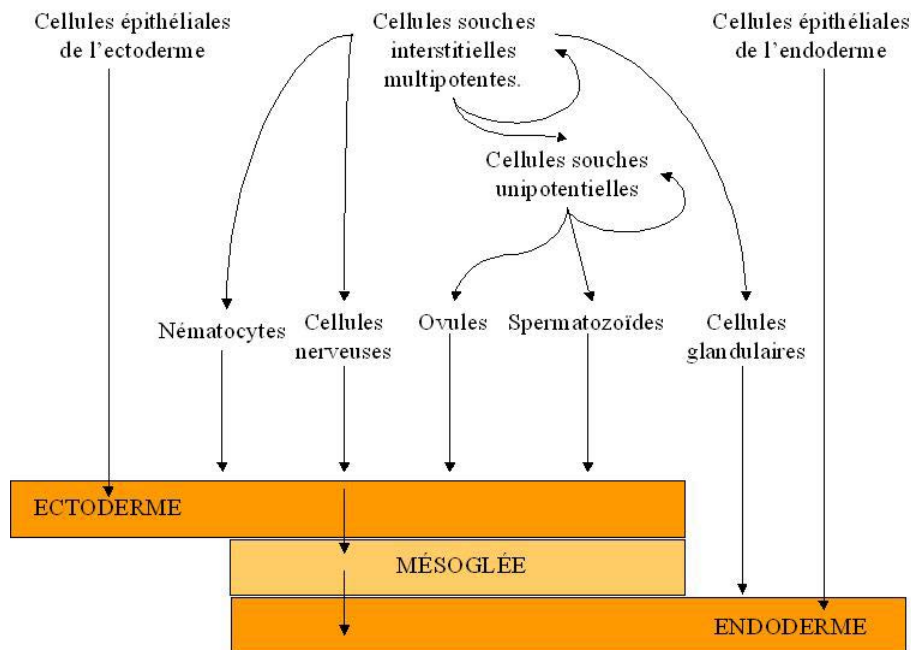 Cellules épithéliales
de l’ectoderme
Cellules souches
interstitielles
multipotentes.
Cellules épithéliales
de l’endoderme
Cellules souches
unipotentielles
Nématocytes
Cellules
nerveuses
Ovules
Spermatozoïdes
Cellules
glandulaires
ECTODERME
MÉSOGLÉE
ENDODERME